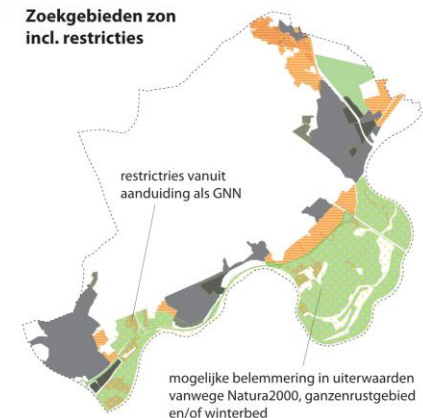 Zoekgebieden zon
incl. restricties
restrictries vanuit
aanduiding als GNN
mogelijke belemmering in uiterwaarden
vanwege Natura2000, ganzenrustgebied
en/of winterbed